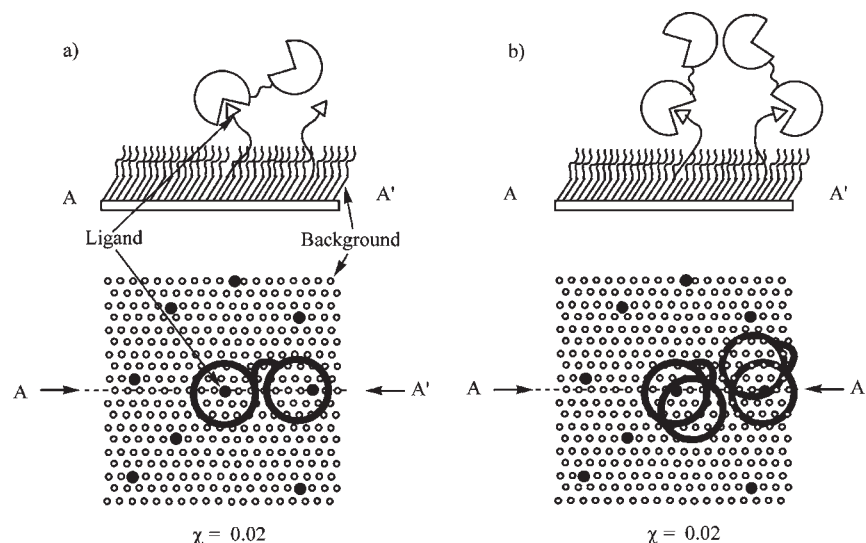 a)
b)
A
A'
A
A'
Ligand
Background
A
A'
A
A
χ = 0.02
χ = 0.02